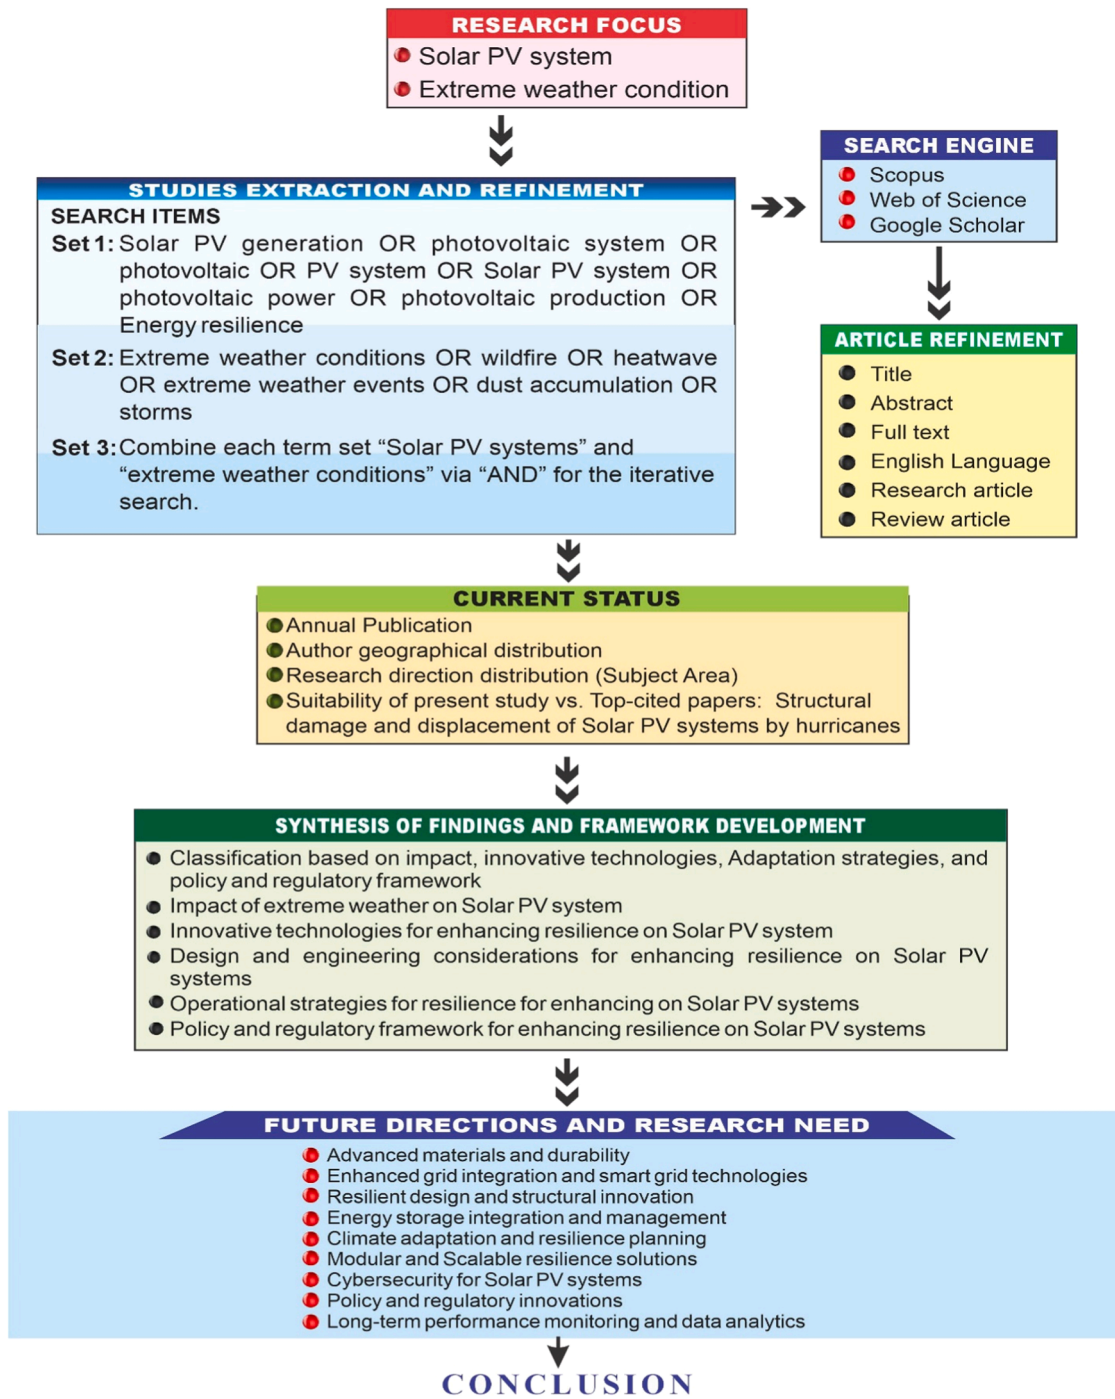 RESEARCH FOCUS
Solar PV system
Extreme weather condition
STUDIES EXTRACTION AND REFINEMENT
SEARCH ITEMS
Set 1: Solar PV generation OR photovoltaic system OR
photovoltaic OR PV system OR Solar PV system OR
photovoltaic power OR photovoltaic production OR
Energy resilience
Set 2: Extreme weather conditions OR wildfire OR heatwave
OR extreme weather events OR dust accumulation OR
storms
Set 3: Combine each term set “Solar PV systems” and
“extreme weather conditions” via “AND” for the iterative
search.
SEARCH ENGINE
Scopus
Web of Science
Google Scholar
ARTICLE REFINEMENT
Title
Abstract
Full text
English Language
Research article
Review article
CURRENT STATUS
Annual Publication
Author geographical distribution
Research direction distribution (Subject Area)
Suitability of present study vs. Top-cited papers: Structural
damage and displacement of Solar PV systems by hurricanes
SYNTHESIS OF FINDINGS AND FRAMEWORK DEVELOPMENT
Classification based on impact, innovative technologies, Adaptation strategies, and
policy and regulatory framework
Impact of extreme weather on Solar PV system
Innovative technologies for enhancing resilience on Solar PV system
Design and engineering considerations for enhancing resilience on Solar PV
systems
Operational strategies for resilience for enhancing on Solar PV systems
Policy and regulatory framework for enhancing resilience on Solar PV systems
FUTURE DIRECTIONS AND RESEARCH NEED
Advanced materials and durability
Enhanced grid integration and smart grid technologies
Resilient design and structural innovation
Energy storage integration and management
Climate adaptation and resilience planning
Modular and Scalable resilience solutions
Cybersecurity for Solar PV systems
Policy and regulatory innovations
Long-term performance monitoring and data analytics
CONCLUSION